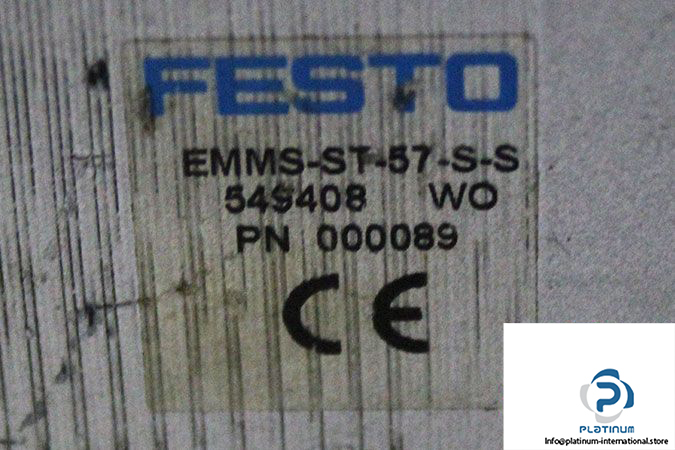 FESTO
EMMS-ST-57-S-S
549408 WO
PN 000089
CE
PLATINUM
Info@platinum-international.store